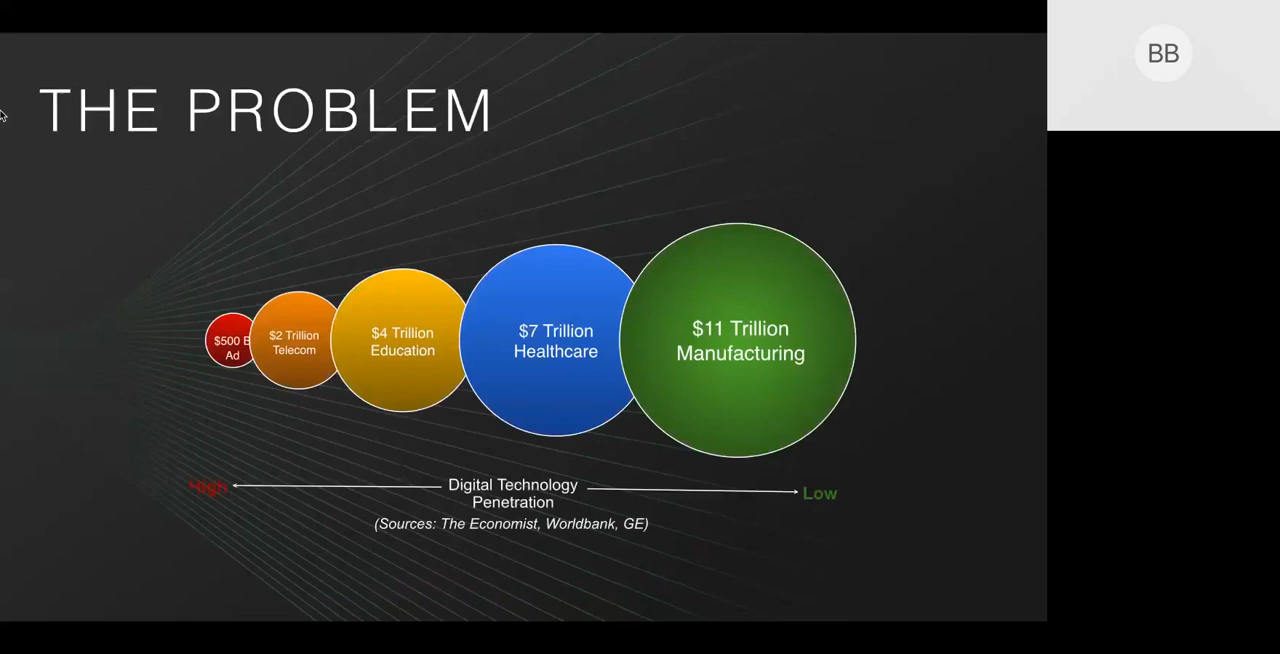 BB
THE PROBLEM
$500 B
Ad
$2 Trillion
Telecom
$4 Trillion
Education
$7 Trillion
Healthcare
$11 Trillion
Manufacturing
High
Digital Technology
Penetration
Low
(Sources: The Economist, Worldbank, GE)